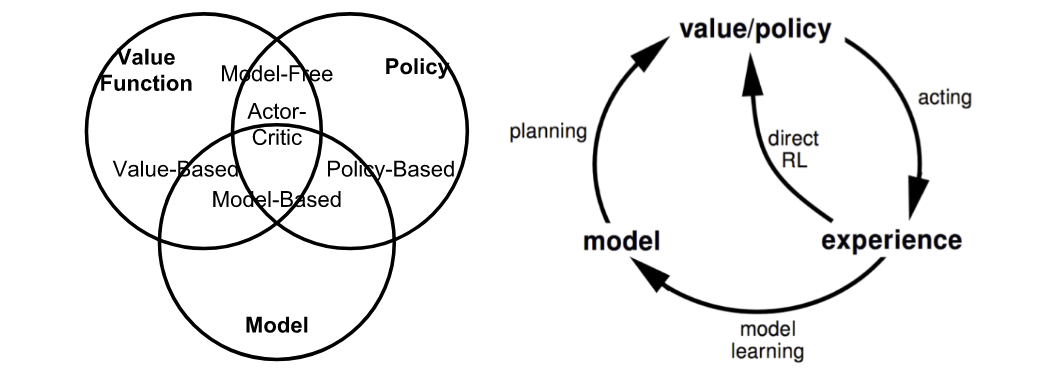 Value
Function
Policy
Model-Free
Actor-
Critic
Value-Based
Policy-Based
Model-Based
Model
value/policy
acting
planning
direct
RL
model
experience
model
learning